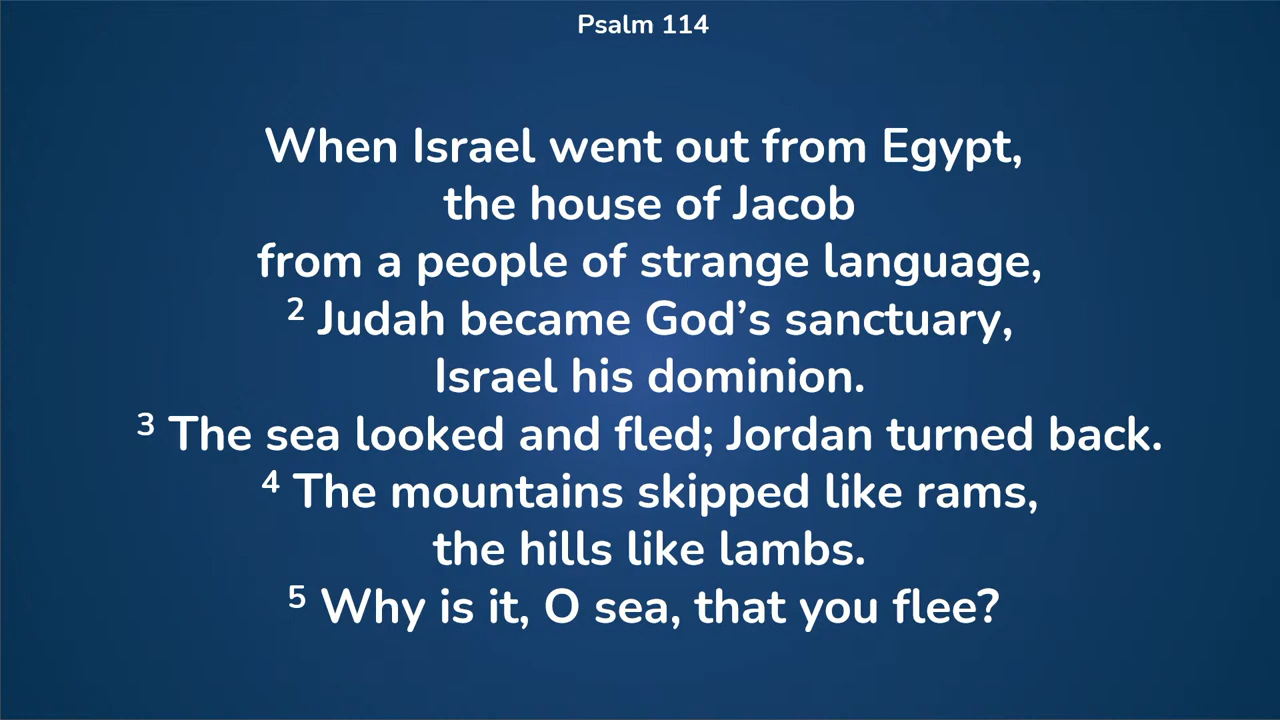 Psalm 114
When Israel went out from Egypt,
the house of Jacob
from a people of strange language,
2 Judah became God’s sanctuary,
Israel his dominion.
3 The sea looked and fled; Jordan turned back.
4 The mountains skipped like rams,
the hills like lambs.
5 Why is it, O sea, that you flee?